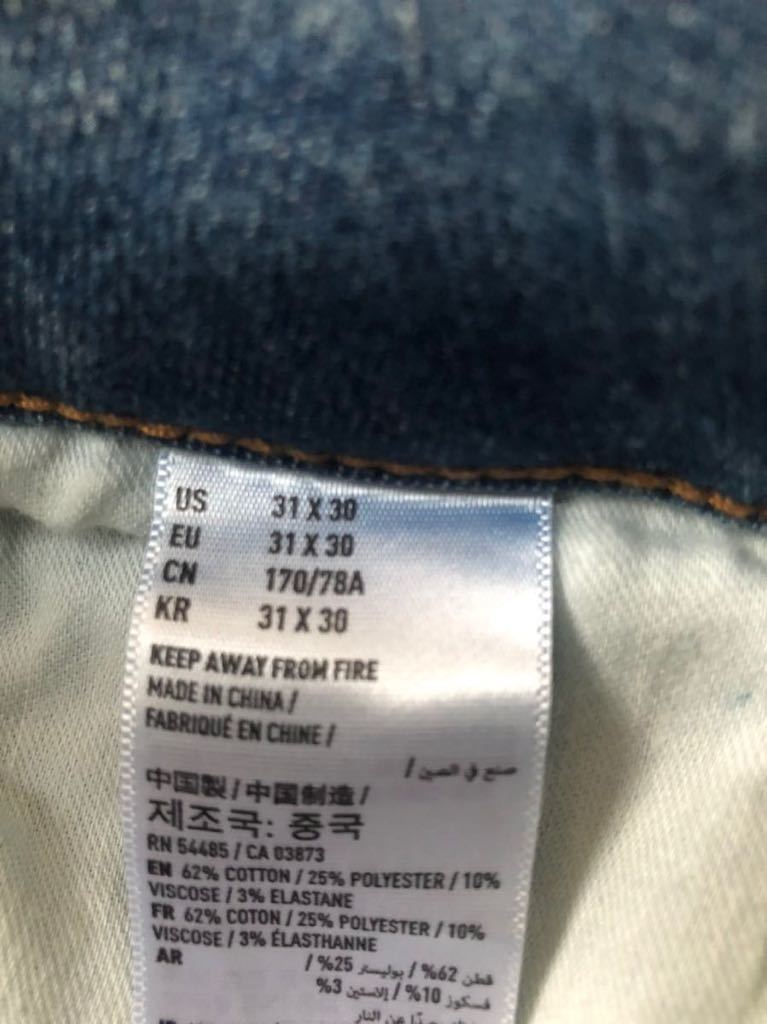 US 31 X 30
EU 31 X 30
CN 170/78A
KR 31 X 30
KEEP AWAY FROM FIRE
MADE IN CHINA /
FABRIQUÉ EN CHINE /
صنع في الصين /
中国製 / 中国制造 /
제조국: 중국
RN 54485 / CA 03873
EN 62% COTTON / 25% POLYESTER / 10%
VISCOSE / 3% ELASTANE
FR 62% COTON / 25% POLYESTER / 10%
VISCOSE / 3% ÉLASTHANNE
AR قطن 62% / بوليستر 25% /
فسكوز 10% / إلاستين 3%
عن النار